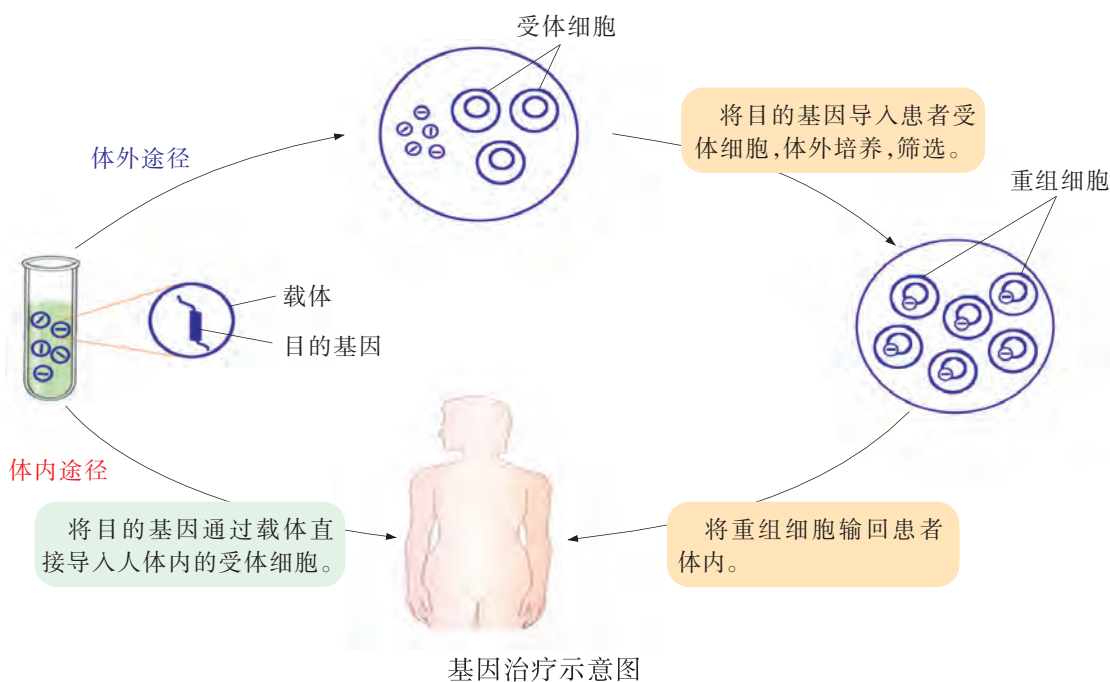 受体细胞
体外途径
将目的基因导入患者受
体细胞,体外培养,筛选。
重组细胞
载体
目的基因
体内途径
将目的基因通过载体直
接导入人体内的受体细胞。
将重组细胞输回患者
体内。
基因治疗示意图